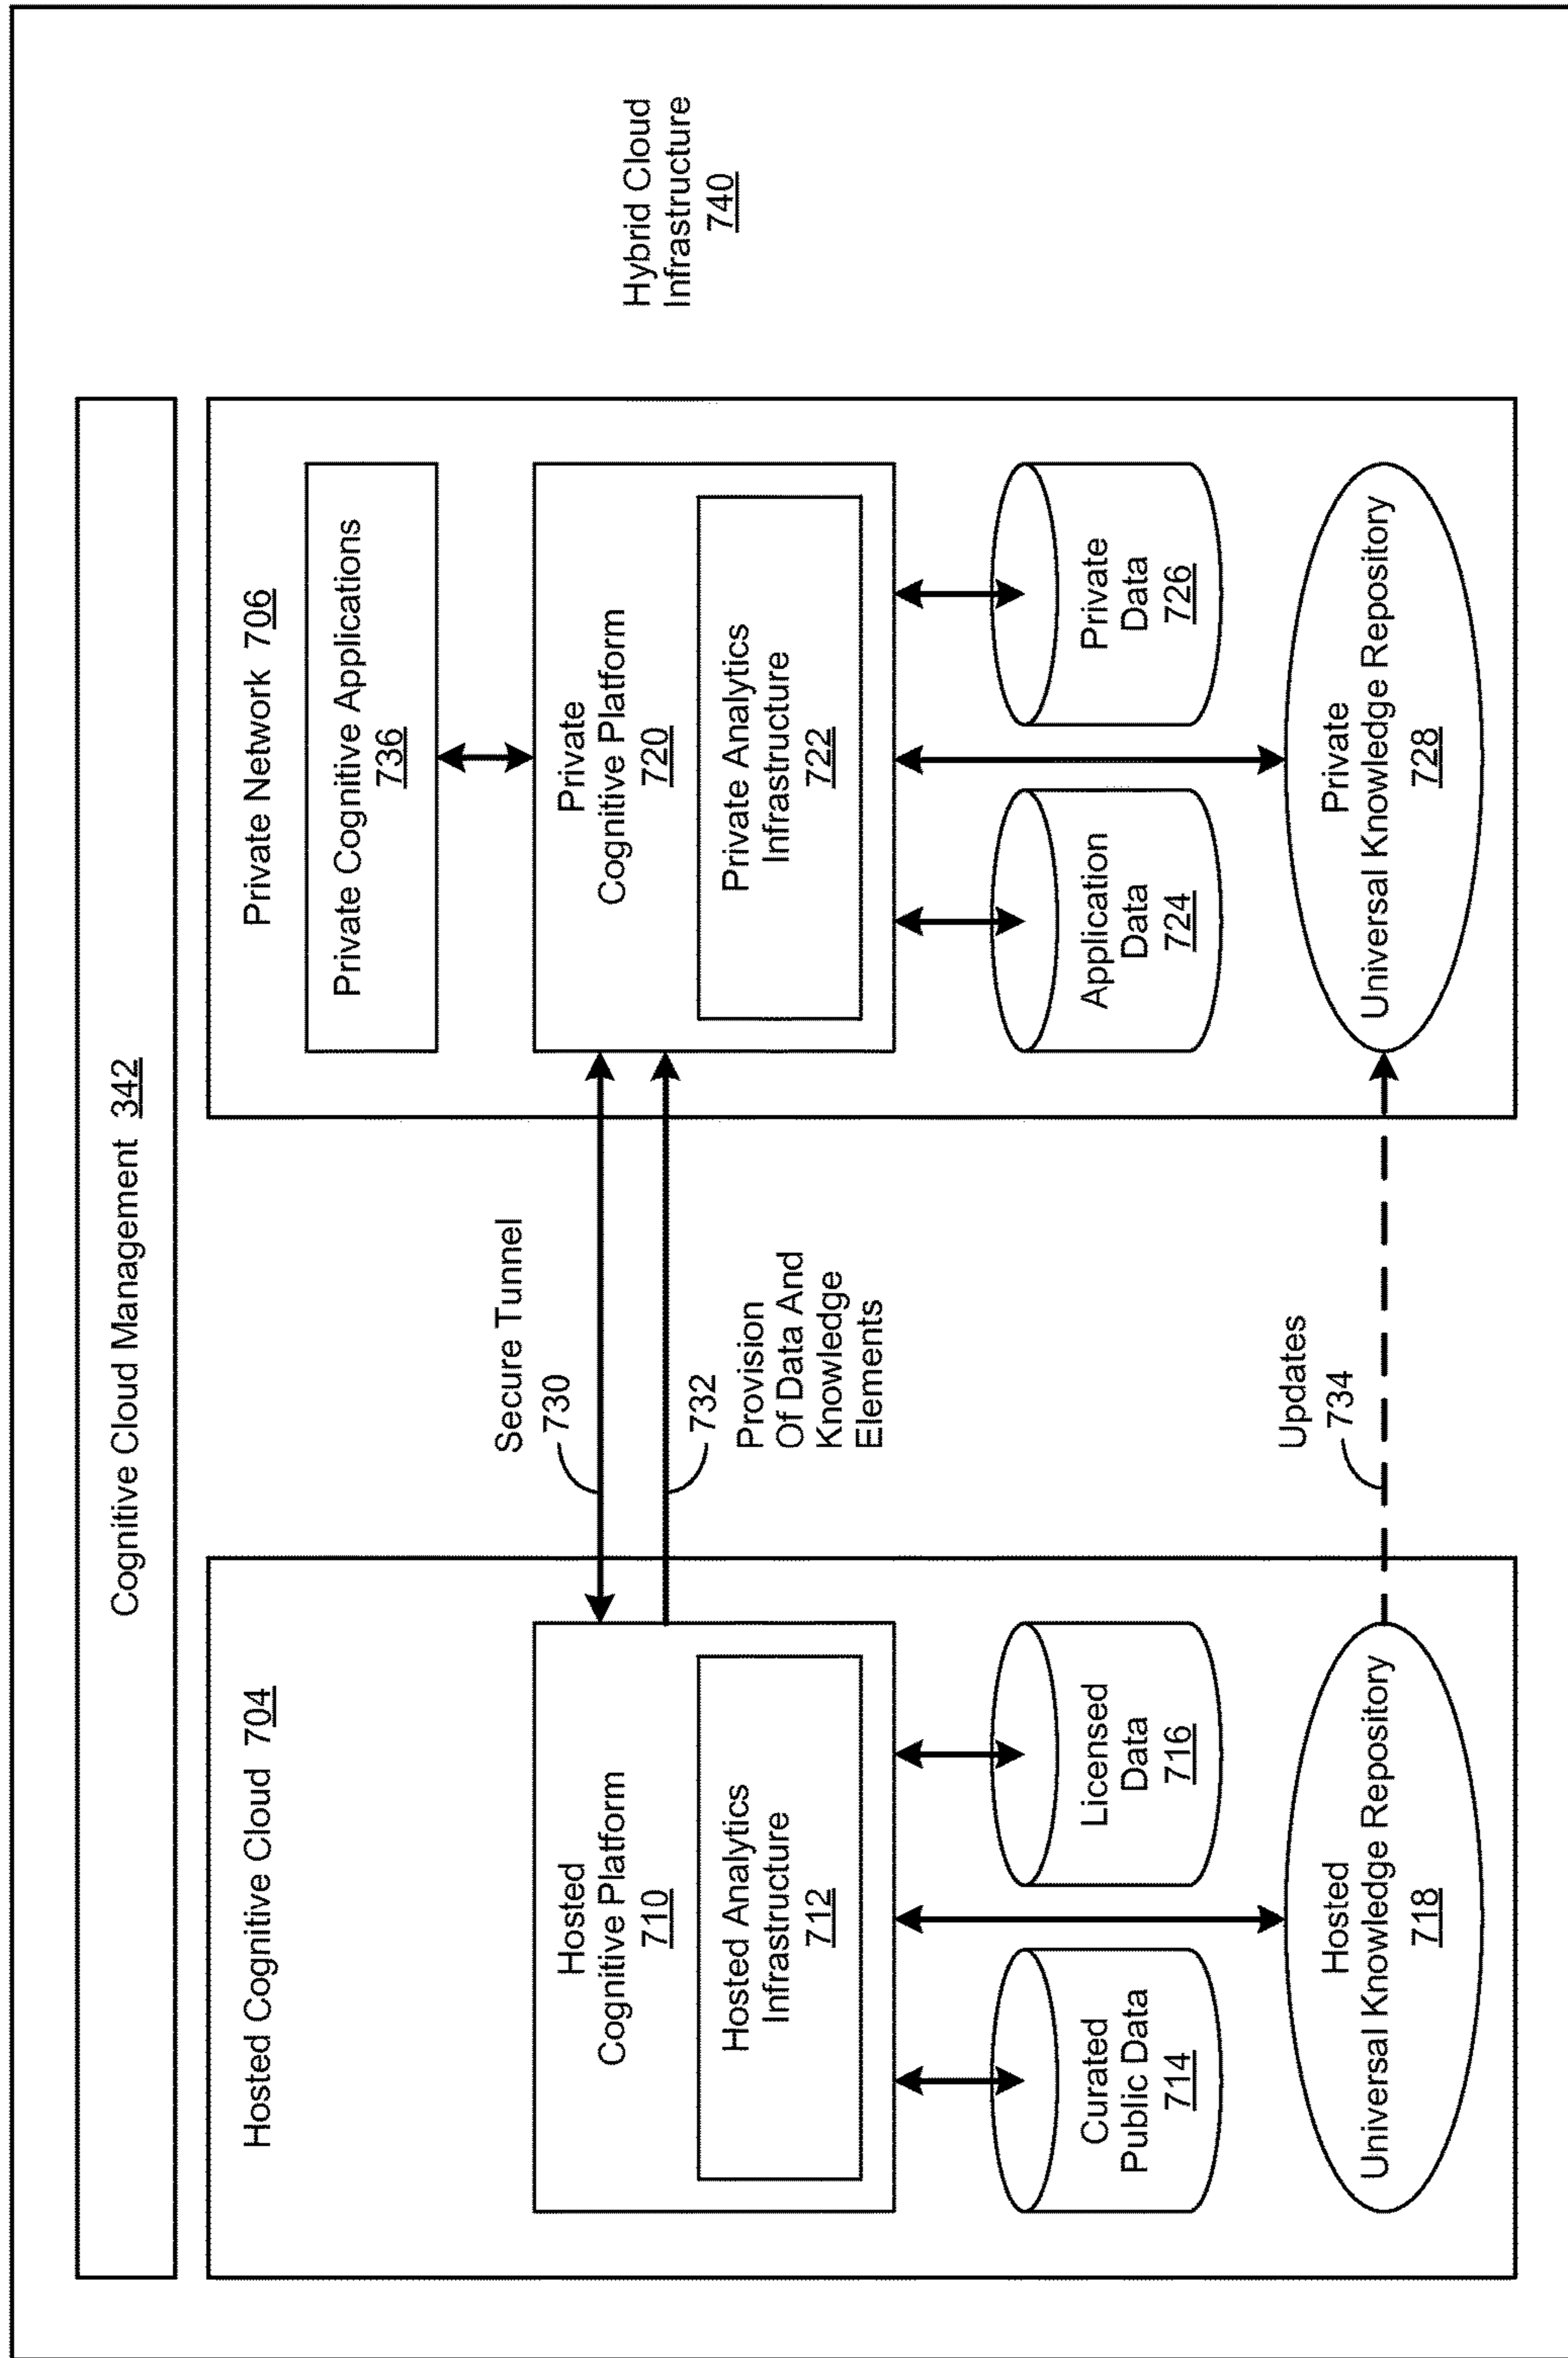 Cognitive Cloud Management 342
Hosted Cognitive Cloud 704
Hosted
Cognitive Platform
710
Hosted Analytics
Infrastructure
712
Curated
Public Data
714
Licensed
Data
716
Hosted
Universal Knowledge Repository
718
Secure Tunnel
730
732
Provision
Of Data And
Knowledge
Elements
Updates
734
Private Network 706
Private Cognitive Applications
736
Private
Cognitive Platform
720
Private Analytics
Infrastructure
722
Application
Data
724
Private
Data
726
Private
Universal Knowledge Repository
728
Hybrid Cloud
Infrastructure
740